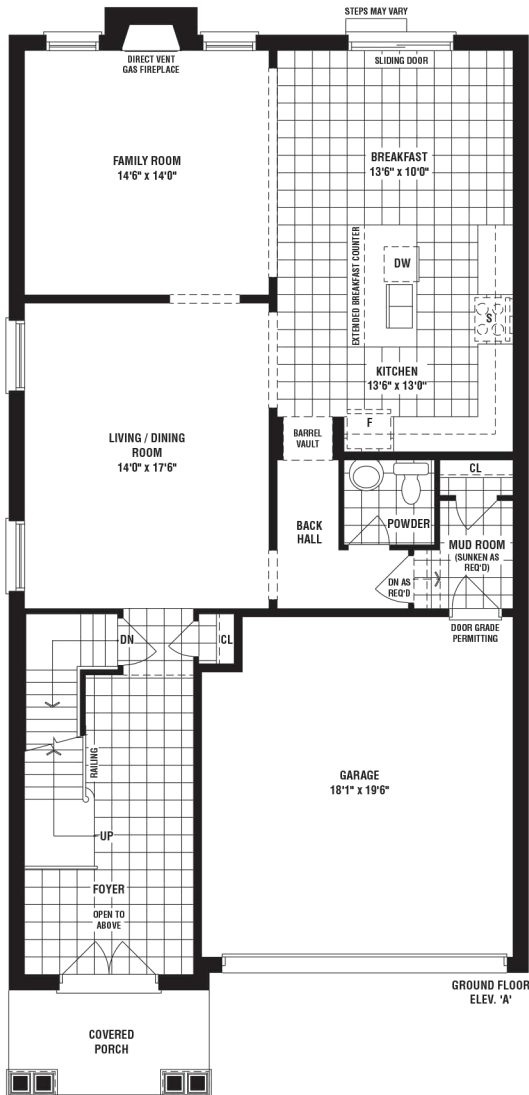 STEPS MAY VARY
DIRECT VENT
GAS FIREPLACE
SLIDING DOOR
FAMILY ROOM
14'6" x 14'0"
BREAKFAST
13'6" x 10'0"
EXTENDED BREAKFAST COUNTER
DW
S
KITCHEN
13'6" x 13'0"
F
LIVING / DINING
ROOM
14'0" x 17'6"
BARREL
VAULT
CL
BACK
HALL
POWDER
MUD ROOM
(SUNKEN AS
REQ'D)
DN AS
REQ'D
DN
CL
DOOR GRADE
PERMITTING
RAILING
GARAGE
18'1" x 19'6"
UP
FOYER
OPEN TO
ABOVE
GROUND FLOOR
ELEV. 'A'
COVERED
PORCH